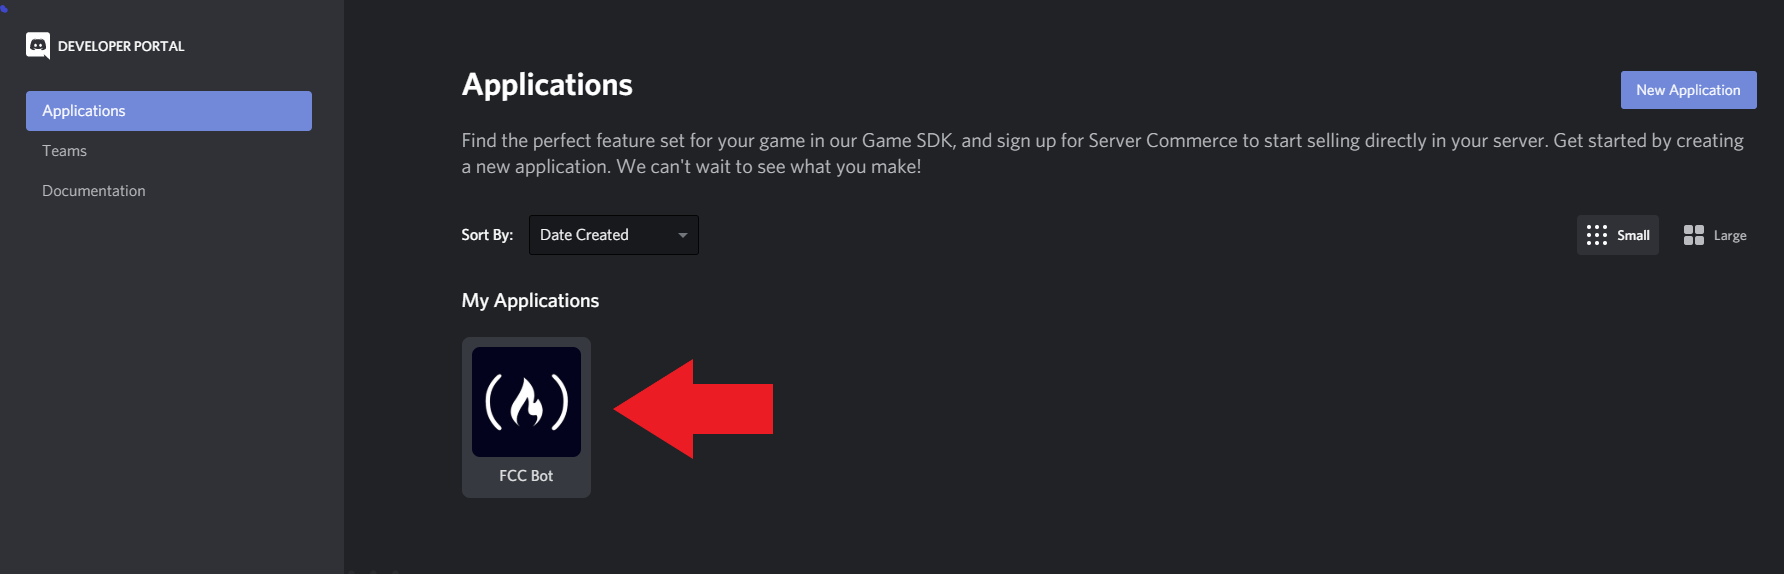 DEVELOPER PORTAL
Applications
Teams
Documentation
Applications
New Application
Find the perfect feature set for your game in our Game SDK, and sign up for Server Commerce to start selling directly in your server. Get started by creating
a new application. We can't wait to see what you make!
Sort By: Date Created
Small Large
My Applications
FCC Bot